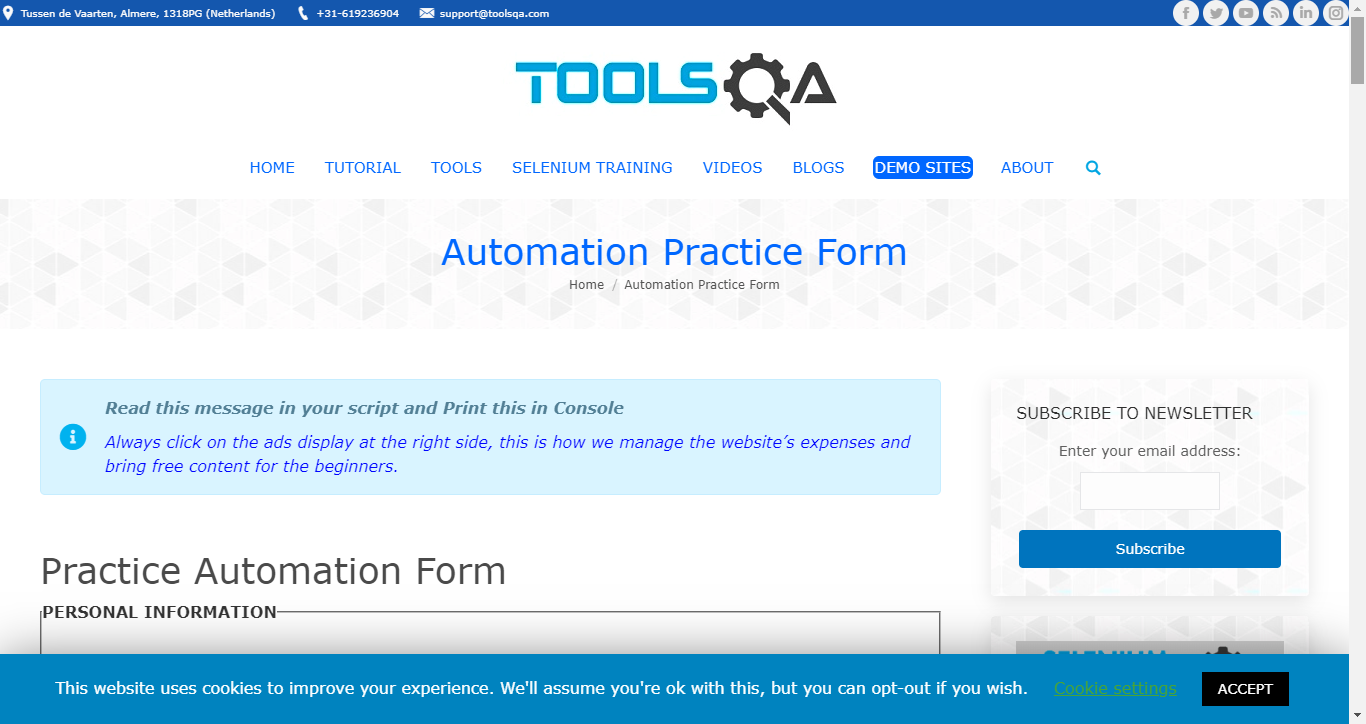 Tussen de Vaarten, Almere, 1318PG (Netherlands) +31-619236904 support@toolsqa.com
TOOLSQA
HOME TUTORIAL TOOLS SELENIUM TRAINING VIDEOS BLOGS DEMO SITES ABOUT
Automation Practice Form
Home / Automation Practice Form
Read this message in your script and Print this in Console
Always click on the ads display at the right side, this is how we manage the website’s expenses and
bring free content for the beginners.
SUBSCRIBE TO NEWSLETTER
Enter your email address:
Subscribe
Practice Automation Form
PERSONAL INFORMATION
SELENIUM
This website uses cookies to improve your experience. We'll assume you're ok with this, but you can opt-out if you wish. Cookie settings ACCEPT